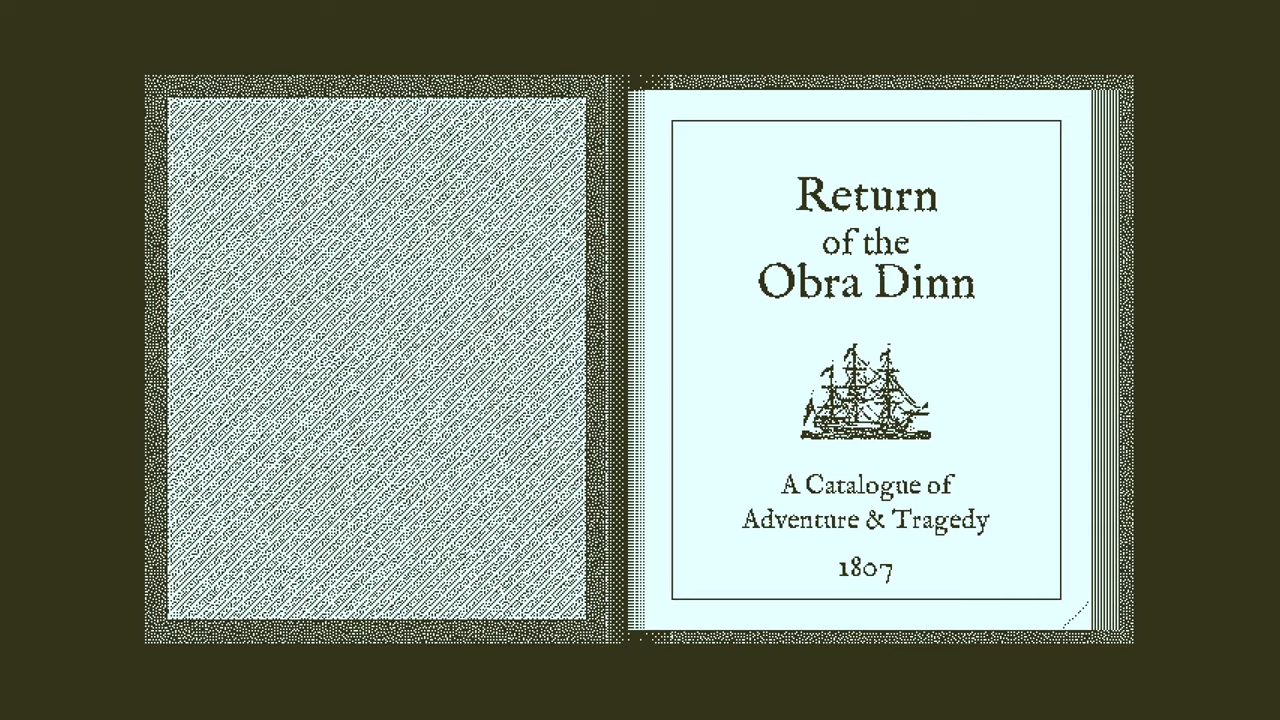 Return
of the
Obra Dinn
A Catalogue of
Adventure & Tragedy
1807